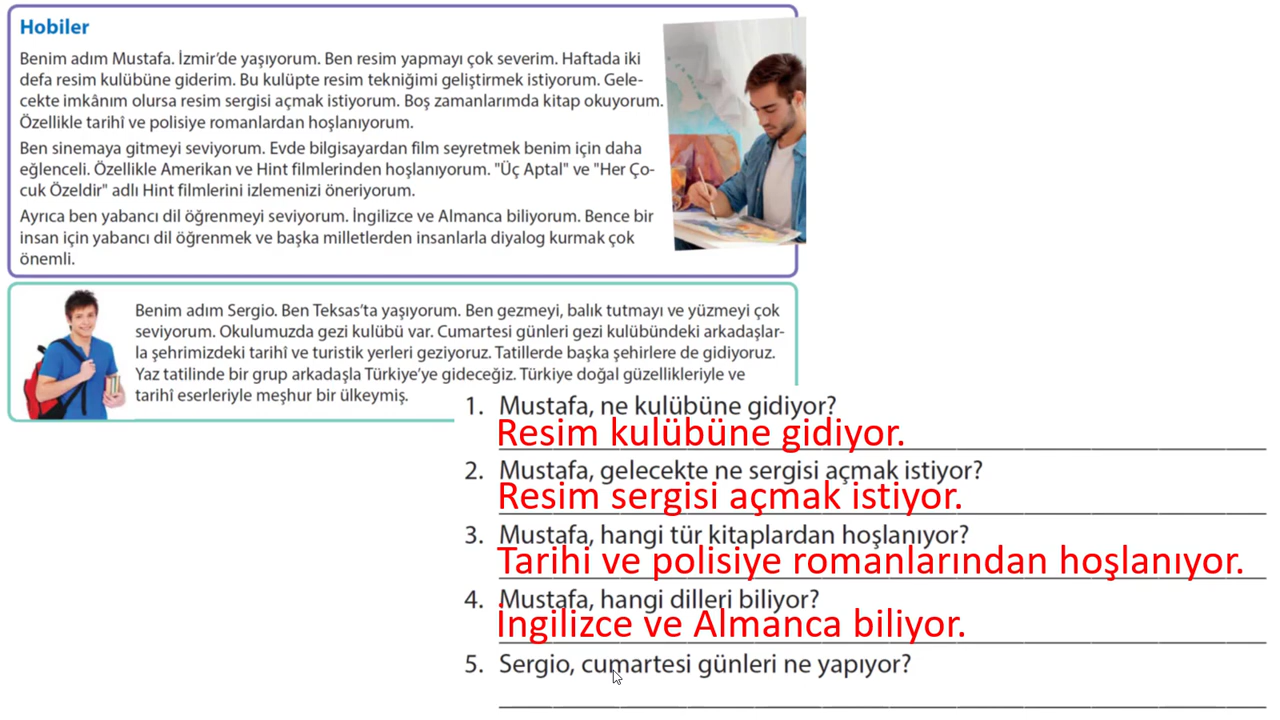 Hobiler
Benim adım Mustafa. İzmir’de yaşıyorum. Ben resim yapmayı çok severim. Haftada iki
defa resim kulübüne giderim. Bu kulüpte resim tekniğimi geliştirmek istiyorum. Gele-
cekte imkânım olursa resim sergisi açmak istiyorum. Boş zamanlarımda kitap okuyorum.
Özellikle tarihî ve polisiye romanlardan hoşlanıyorum.
Ben sinemaya gitmeyi seviyorum. Evde bilgisayardan film seyretmek benim için daha
eğlenceli. Özellikle Amerikan ve Hint filmlerinden hoşlanıyorum. "Üç Aptal" ve "Her Ço-
cuk Özeldir" adlı Hint filmlerini izlemenizi öneriyorum.
Ayrıca ben yabancı dil öğrenmeyi seviyorum. İngilizce ve Almanca biliyorum. Bence bir
insan için yabancı dil öğrenmek ve başka milletlerden insanlarla diyalog kurmak çok
önemli.
Benim adım Sergio. Ben Teksas’ta yaşıyorum. Ben gezmeyi, balık tutmayı ve yüzmeyi çok
seviyorum. Okulumuzda gezi kulübü var. Cumartesi günleri gezi kulübündeki arkadaşlar-
la şehrimizdeki tarihî ve turistik yerleri geziyoruz. Tatillerde başka şehirlere de gidiyoruz.
Yaz tatilinde bir grup arkadaşla Türkiye’ye gideceğiz. Türkiye doğal güzellikleriyle ve
tarihî eserleriyle meşhur bir ülkeymiş.
1. Mustafa, ne kulübüne gidiyor?
Resim kulübüne gidiyor.
2. Mustafa, gelecekte ne sergisi açmak istiyor?
Resim sergisi açmak istiyor.
3. Mustafa, hangi tür kitaplardan hoşlanıyor?
Tarihi ve polisiye romanlarından hoşlanıyor.
4. Mustafa, hangi dilleri biliyor?
İngilizce ve Almanca biliyor.
5. Sergio, cumartesi günleri ne yapıyor?